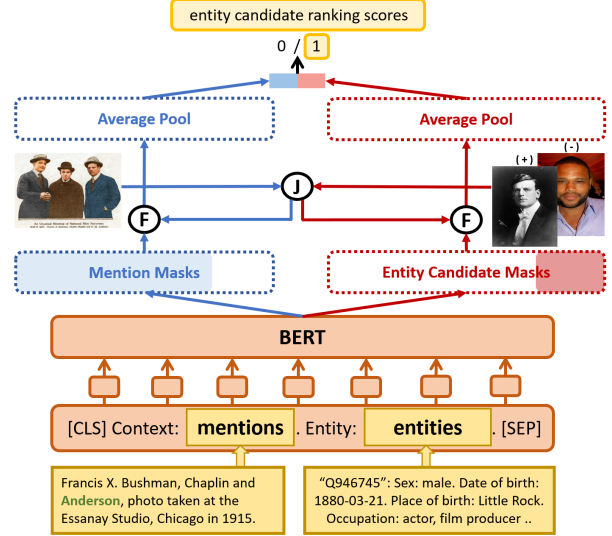 entity candidate ranking scores
0 / 1
Average Pool
Average Pool
(+)
(-)
J
F
F
Mention Masks
Entity Candidate Masks
BERT
[CLS] Context: mentions . Entity: entities . [SEP]
Francis X. Bushman, Chaplin and
Anderson, photo taken at the
Essanay Studio, Chicago in 1915.
“Q946745”: Sex: male. Date of birth:
1880-03-21. Place of birth: Little Rock.
Occupation: actor, film producer ..